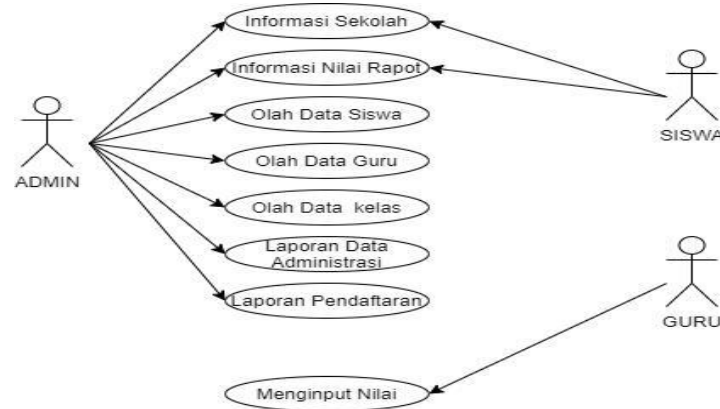 Informasi Sekolah
Informasi Nilai Rapot
Olah Data Siswa
SISWA
Olah Data Guru
ADMIN
Olah Data  kelas
Laporan Data
Administrasi
Laporan Pendaftaran
GURU
Menginput Nilai